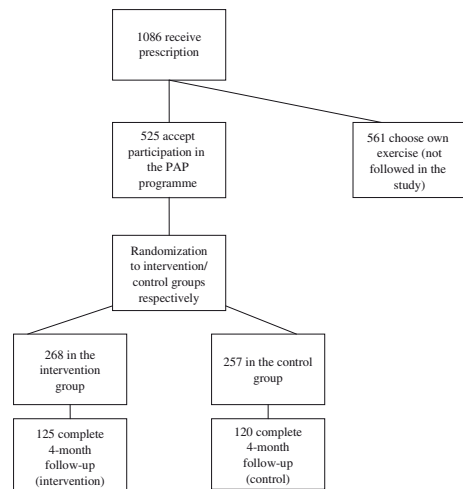 1086 receive
prescription
525 accept
participation in
the PAP
programme
561 choose own
exercise (not
followed in the
study)
Randomization
to intervention/
control groups
respectively
268 in the
intervention
group
257 in the control
group
125 complete
4-month
follow-up
(intervention)
120 complete
4-month
follow-up
(control)